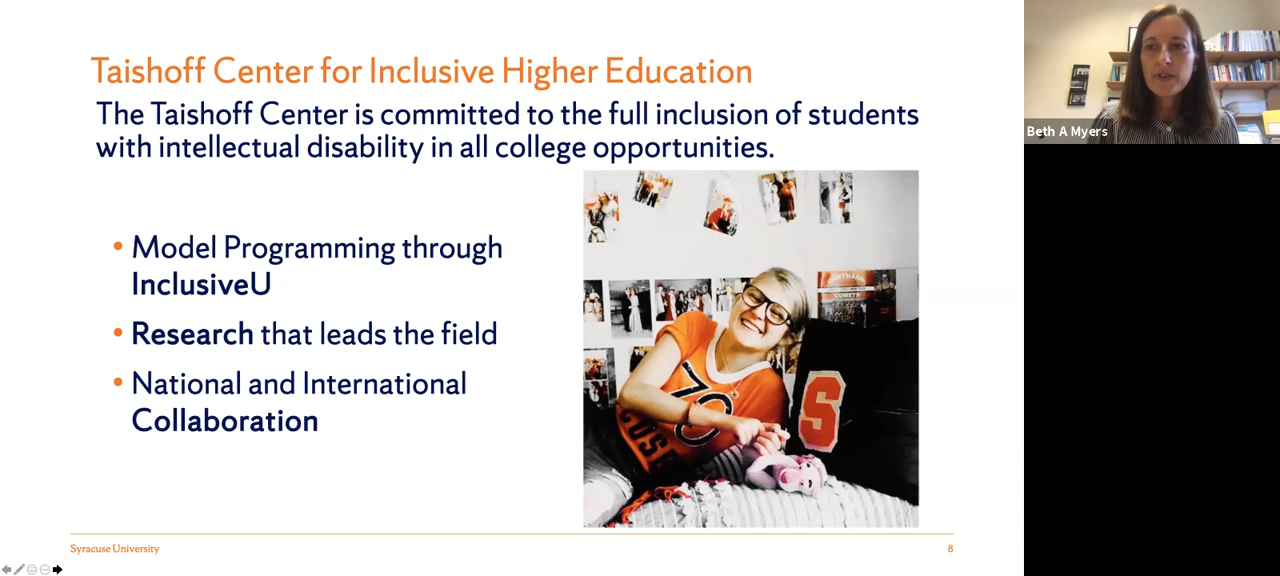 Taishoff Center for Inclusive Higher Education
The Taishoff Center is committed to the full inclusion of students
with intellectual disability in all college opportunities.
• Model Programming through
InclusiveU
• Research that leads the field
• National and International
Collaboration
COMETS
S
Syracuse University
8
Beth A Myers